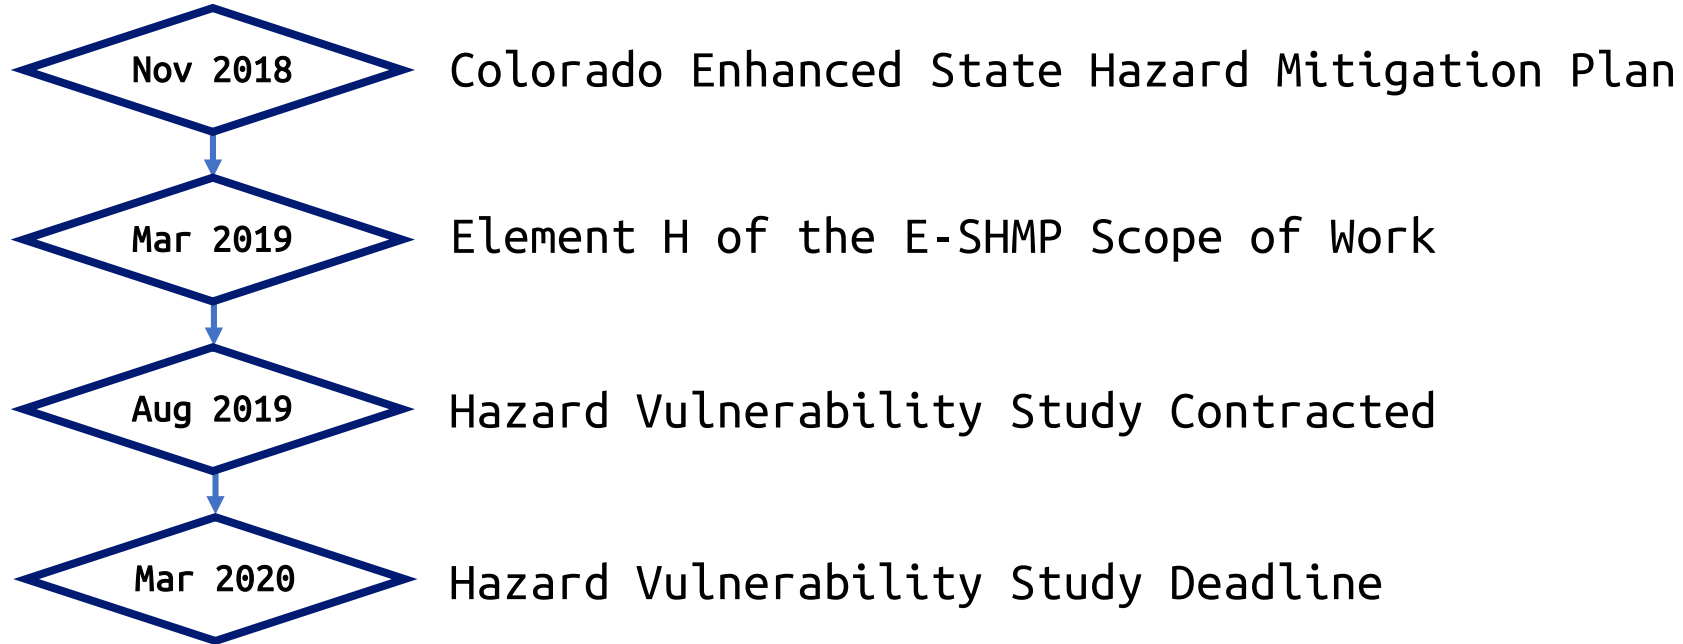 Nov 2018 Colorado Enhanced State Hazard Mitigation Plan
Mar 2019 Element H of the E-SHMP Scope of Work
Aug 2019 Hazard Vulnerability Study Contracted
Mar 2020 Hazard Vulnerability Study Deadline